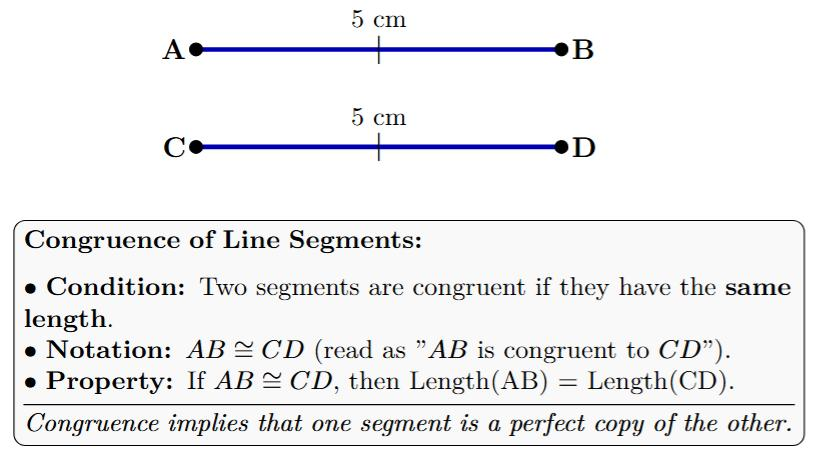 5 cm
A B
5 cm
C D
Congruence of Line Segments:
• Condition: Two segments are congruent if they have the same
length.
• Notation: AB ≅ CD (read as ”AB is congruent to CD”).
• Property: If AB ≅ CD, then Length(AB) = Length(CD).
Congruence implies that one segment is a perfect copy of the other.